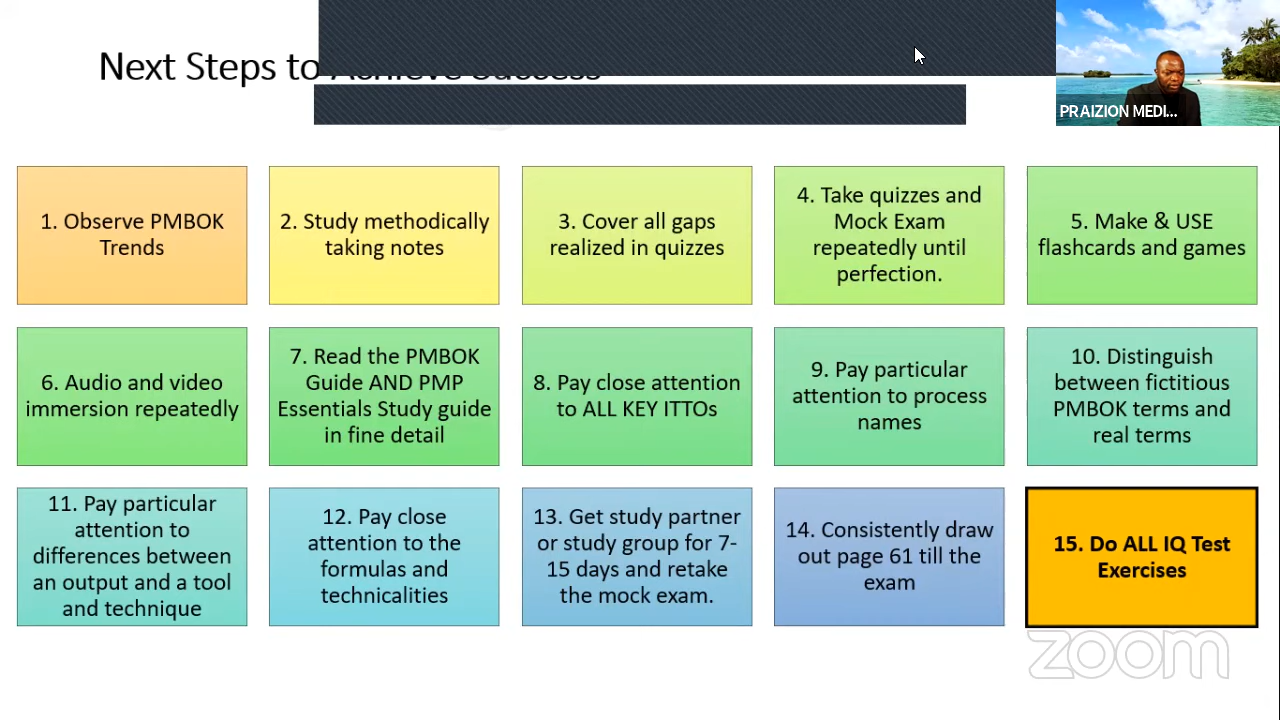 Next Steps to Achieve Success
PRAIZION MEDI...
1. Observe PMBOK
Trends
2. Study methodically
taking notes
3. Cover all gaps
realized in quizzes
4. Take quizzes and
Mock Exam
repeatedly until
perfection.
5. Make & USE
flashcards and games
6. Audio and video
immersion repeatedly
7. Read the PMBOK
Guide AND PMP
Essentials Study guide
in fine detail
8. Pay close attention
to ALL KEY ITTOs
9. Pay particular
attention to process
names
10. Distinguish
between fictitious
PMBOK terms and
real terms
11. Pay particular
attention to
differences between
an output and a tool
and technique
12. Pay close
attention to the
formulas and
technicalities
13. Get study partner
or study group for 7-
15 days and retake
the mock exam.
14. Consistently draw
out page 61 till the
exam
15. Do ALL IQ Test
Exercises
zoom